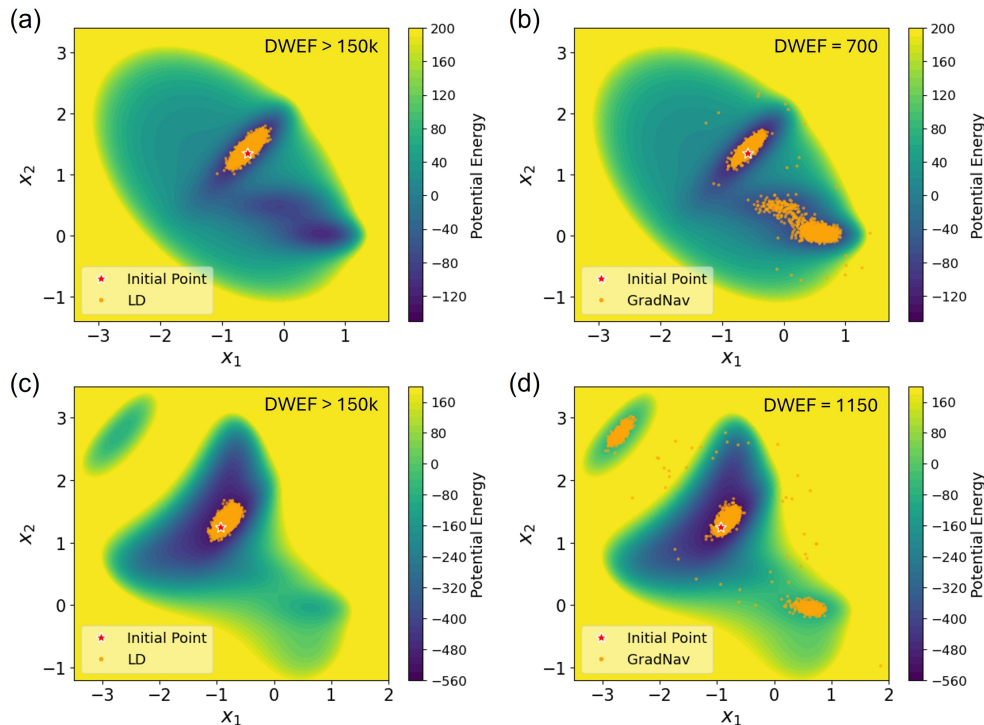 (a)
DWEF > 150k
3
2
1
0
−1
−3
−2
−1
0
1
x₂
x₁
Initial Point
LD
200
160
120
80
40
0
−40
−80
−120
Potential Energy
(b)
DWEF = 700
3
2
1
0
−1
−3
−2
−1
0
1
x₂
x₁
Initial Point
GradNav
200
160
120
80
40
0
−40
−80
−120
Potential Energy
(c)
DWEF > 150k
3
2
1
0
−1
−3
−2
−1
0
1
2
x₂
x₁
Initial Point
LD
160
80
0
−80
−160
−240
−320
−400
−480
−560
Potential Energy
(d)
DWEF = 1150
3
2
1
0
−1
−3
−2
−1
0
1
2
x₂
x₁
Initial Point
GradNav
160
80
0
−80
−160
−240
−320
−400
−480
−560
Potential Energy